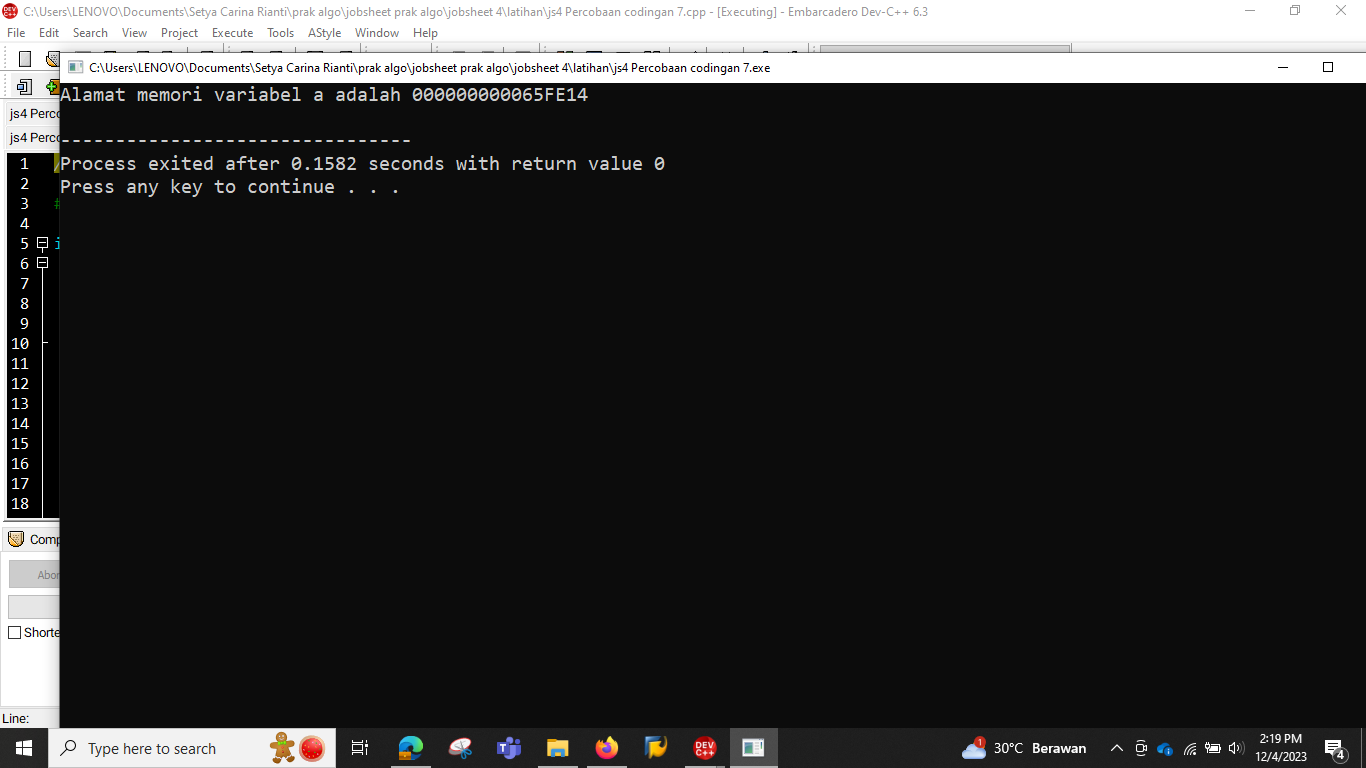 C:\Users\LENOVO\Documents\Setya Carina Rianti\prak algo\jobsheet prak algo\jobsheet 4\latihan\js4 Percobaan codingan 7.cpp - [Executing] - Embarcadero Dev-C++ 6.3
File Edit Search View Project Execute Tools AStyle Window Help
C:\Users\LENOVO\Documents\Setya Carina Rianti\prak algo\jobsheet prak algo\jobsheet 4\latihan\js4 Percobaan codingan 7.exe
Alamat memori variabel a adalah 000000000065FE14
--------------------------------
Process exited after 0.1582 seconds with return value 0
Press any key to continue . . .
js4 Perco
js4 Perco
1
2
3 #
4
5 i
6
7
8
9
10
11
12
13
14
15
16
17
18
Comp
Abor
Shorte
Line:
Type here to search
DEV C++
1
30°C Berawan
2:19 PM
12/4/2023
4